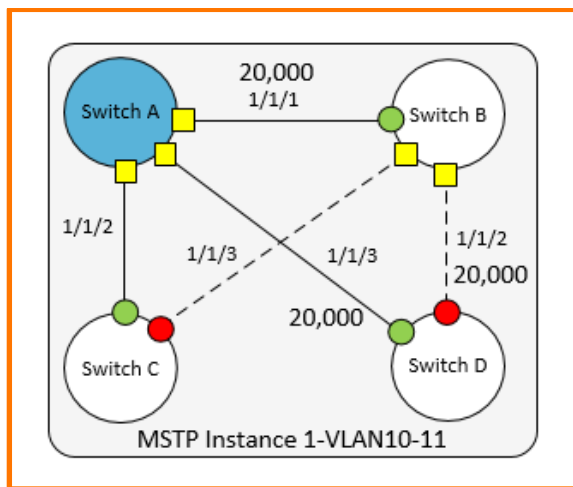 20,000
1/1/1
Switch A
Switch B
1/1/2
1/1/3
1/1/3
1/1/2
20,000
20,000
Switch C
Switch D
MSTP Instance 1-VLAN10-11